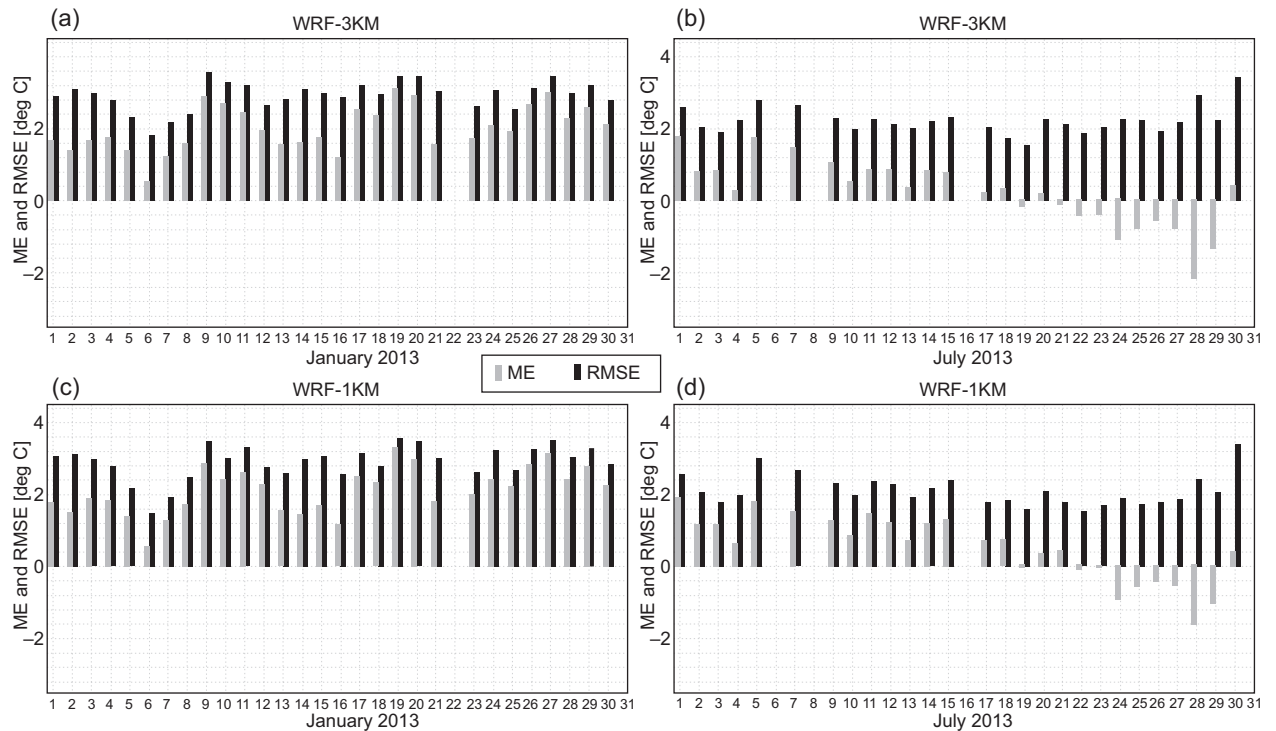 (a) WRF-3KM
ME and RMSE [deg C]
2
0
–2
1 2 3 4 5 6 7 8 9 10 11 12 13 14 15 16 17 18 19 20 21 22 23 24 25 26 27 28 29 30 31
January 2013
(b) WRF-3KM
ME and RMSE [deg C]
4
2
0
–2
1 2 3 4 5 6 7 8 9 10 11 12 13 14 15 16 17 18 19 20 21 22 23 24 25 26 27 28 29 30 31
July 2013
ME RMSE
(c) WRF-1KM
ME and RMSE [deg C]
4
2
0
–2
1 2 3 4 5 6 7 8 9 10 11 12 13 14 15 16 17 18 19 20 21 22 23 24 25 26 27 28 29 30 31
January 2013
(d) WRF-1KM
ME and RMSE [deg C]
4
2
0
–2
1 2 3 4 5 6 7 8 9 10 11 12 13 14 15 16 17 18 19 20 21 22 23 24 25 26 27 28 29 30 31
July 2013